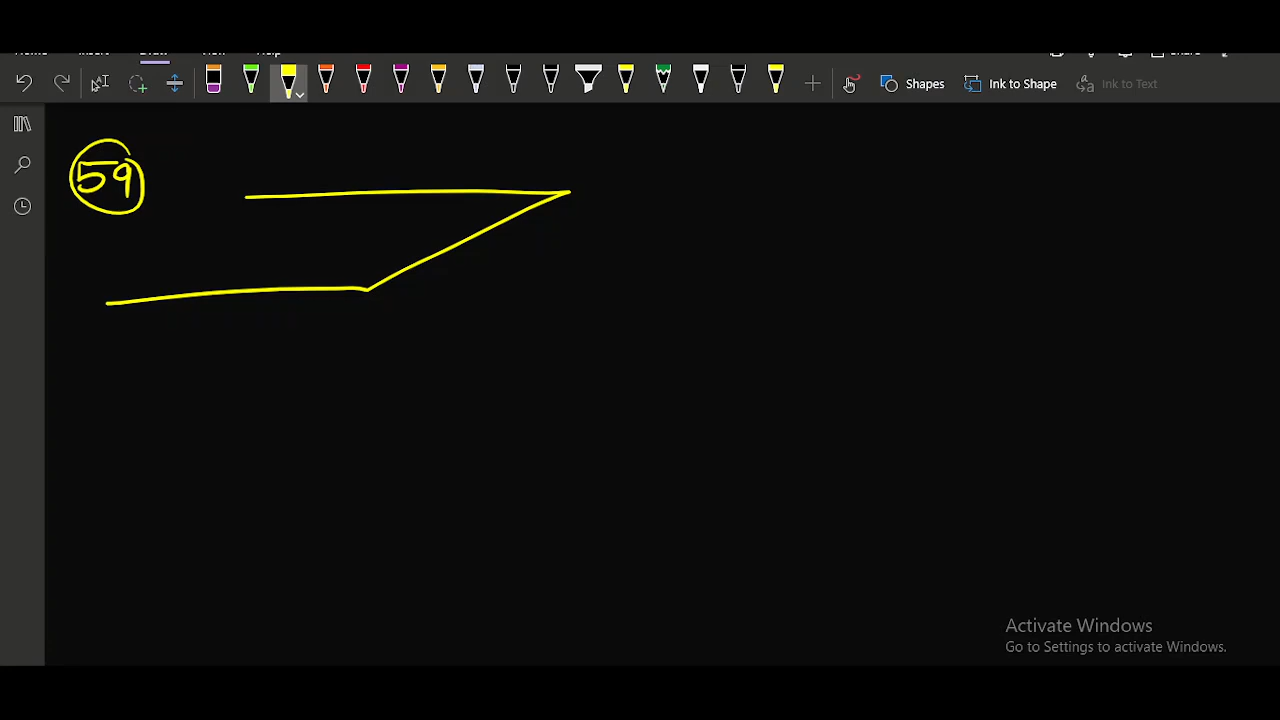 Shapes
Ink to Shape
Ink to Text
59
Activate Windows
Go to Settings to activate Windows.